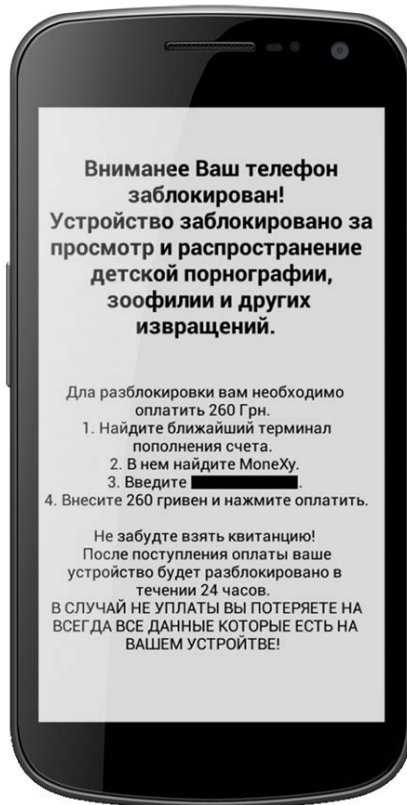 Вниманее Ваш телефон
заблокирован!
Устройство заблокировано за
просмотр и распространение
детской порнографии,
зоофилии и других
извращений.
Дла разблокировки вам необходимо
оплатить 260 Грн.
1. Найдите ближайший терминал
пополнения счета.
2. В нем найдите MoneXy.
3. Введите .
4. Внесите 260 гривен и нажмите оплатить.
Не забудте взять квитанцию!
После поступления оплаты ваше
устройство будет разблокировано в
течении 24 часов.
В СЛУЧАЙ НЕ УПЛАТЫ ВЫ ПОТЕРЯЕТЕ НА
ВСЕГДА ВСЕ ДАННЫЕ КОТОРЫЕ ЕСТЬ НА
ВАШЕМ УСТРОЙТВЕ!